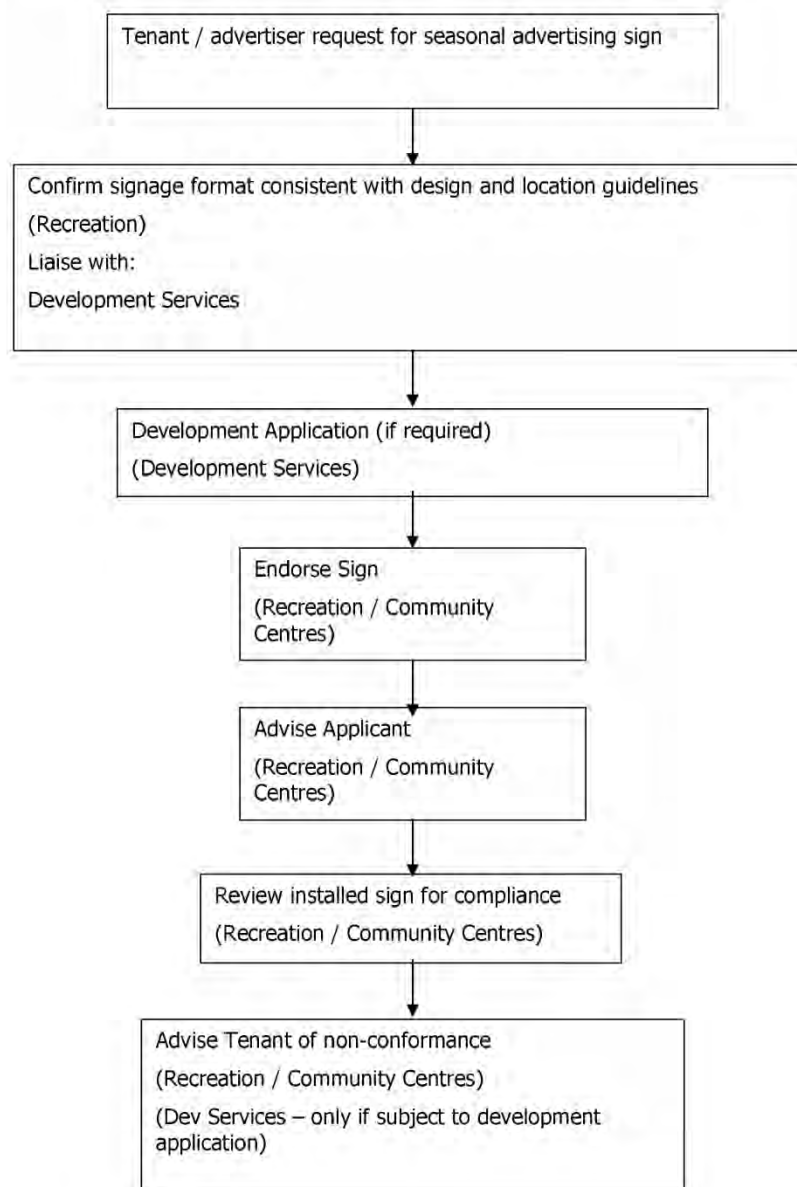 Tenant / advertiser request for seasonal advertising sign
Confirm signage format consistent with design and location guidelines
(Recreation)
Liaise with:
Development Services
Development Application (if required)
(Development Services)
Endorse Sign
(Recreation / Community
Centres)
Advise Applicant
(Recreation / Community
Centres)
Review installed sign for compliance
(Recreation / Community Centres)
Advise Tenant of non-conformance
(Recreation / Community Centres)
(Dev Services – only if subject to development
application)